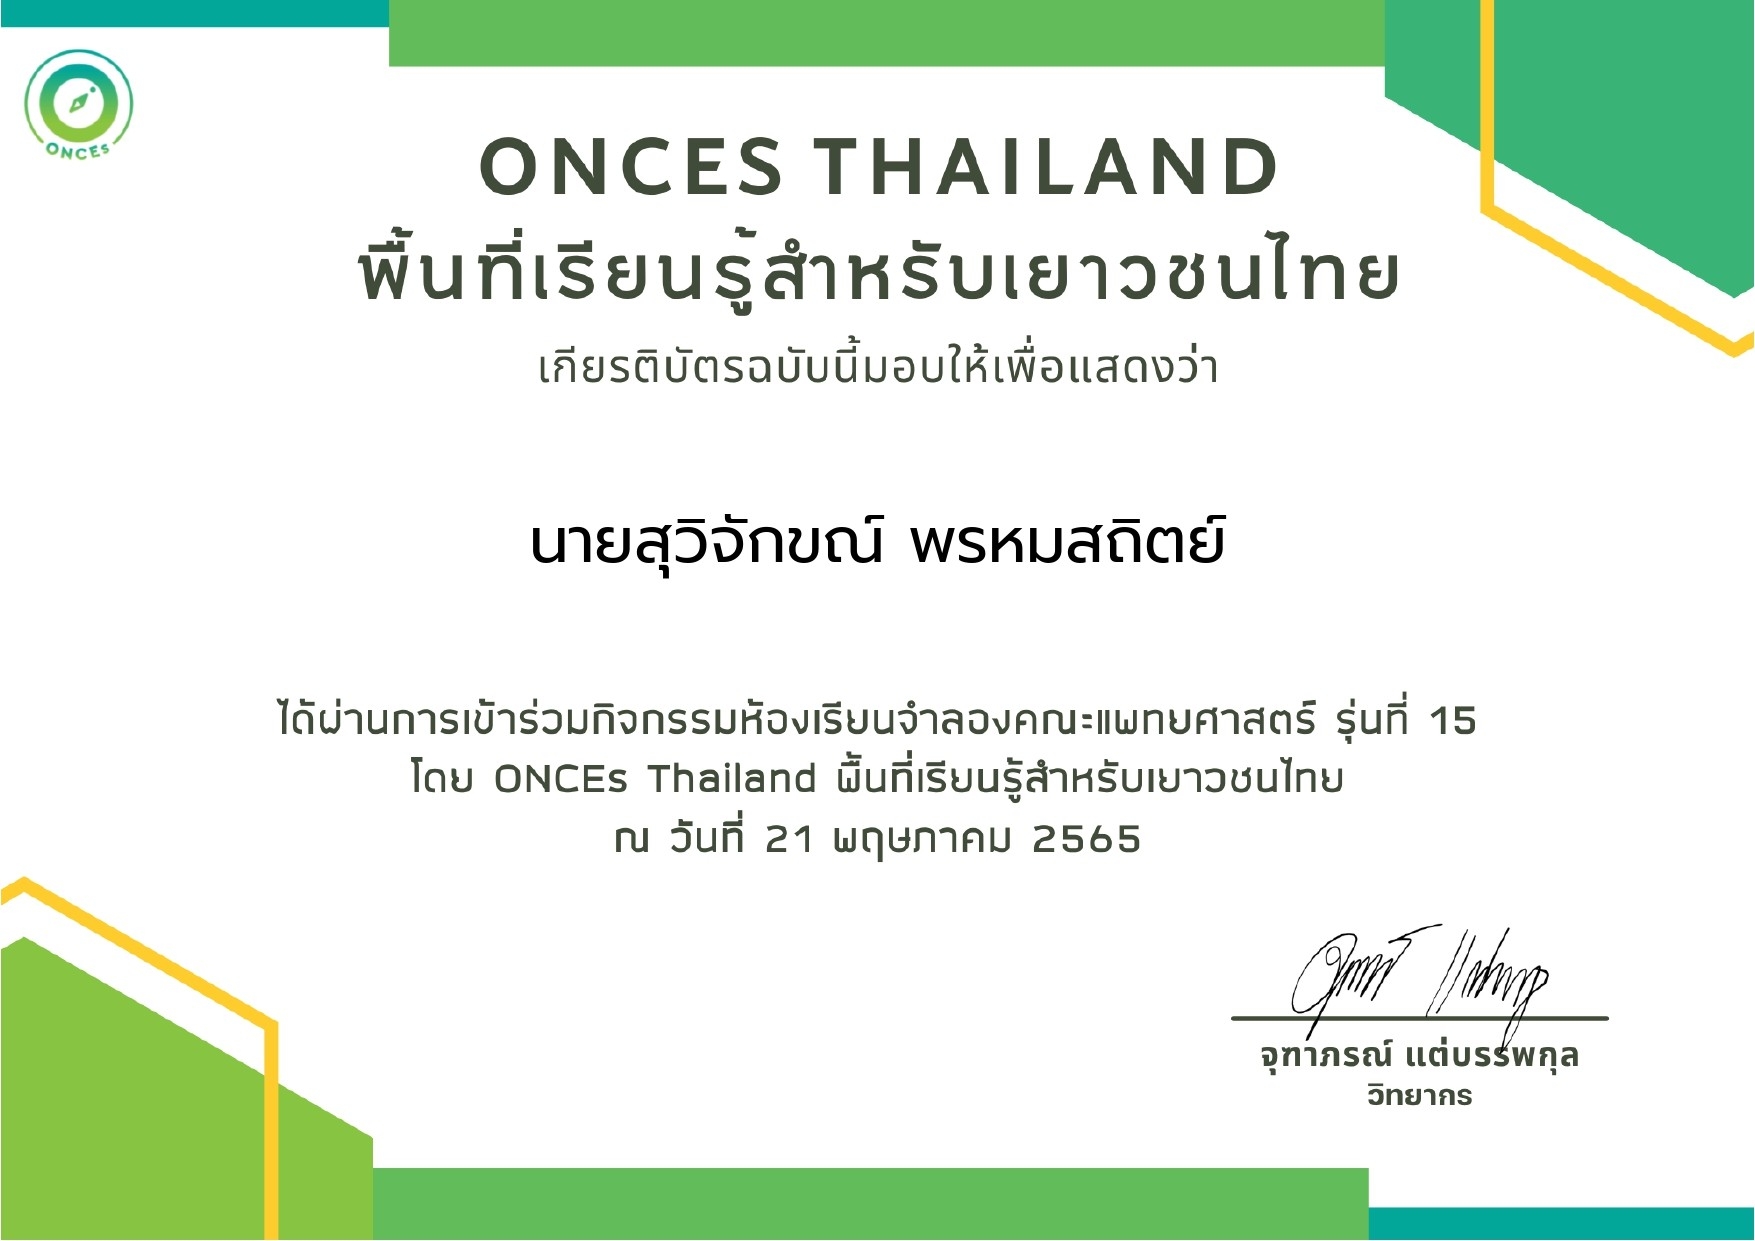 ONCEs
ONCES THAILAND
พื้นที่เรียนรู้สำหรับเยาวชนไทย
เกียรติบัตรฉบับนี้มอบให้เพื่อแสดงว่า
นายสุวิจักขณ์ พรหมสถิตย์
ได้ผ่านการเข้าร่วมกิจกรรมห้องเรียนจำลองคณะแพทยศาสตร์ รุ่นที่ 15
โดย ONCEs Thailand พื้นที่เรียนรู้สำหรับเยาวชนไทย
ณ วันที่ 21 พฤษภาคม 2565
จุฑาภรณ์ แต่บรรพกุล
วิทยากร